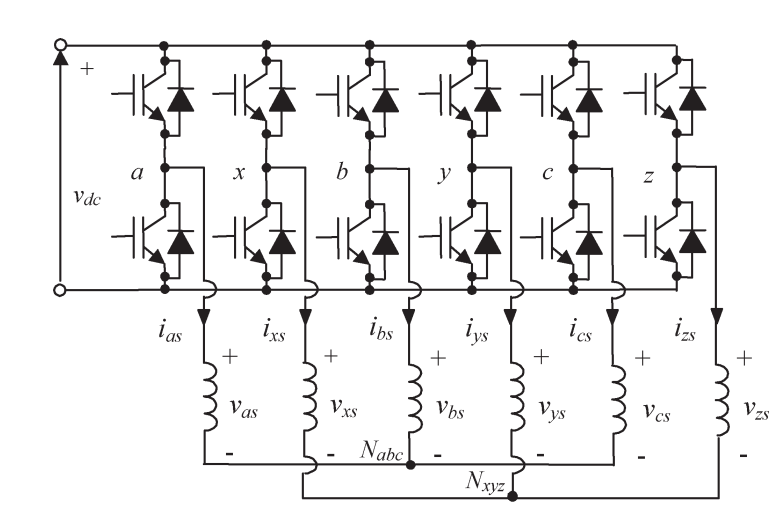 +
a x b y c z
v_dc
i_as i_xs i_bs i_ys i_cs i_zs
+ + + + + +
v_as v_xs v_bs v_ys v_cs v_zs
- - - - - -
N_abc
N_xyz